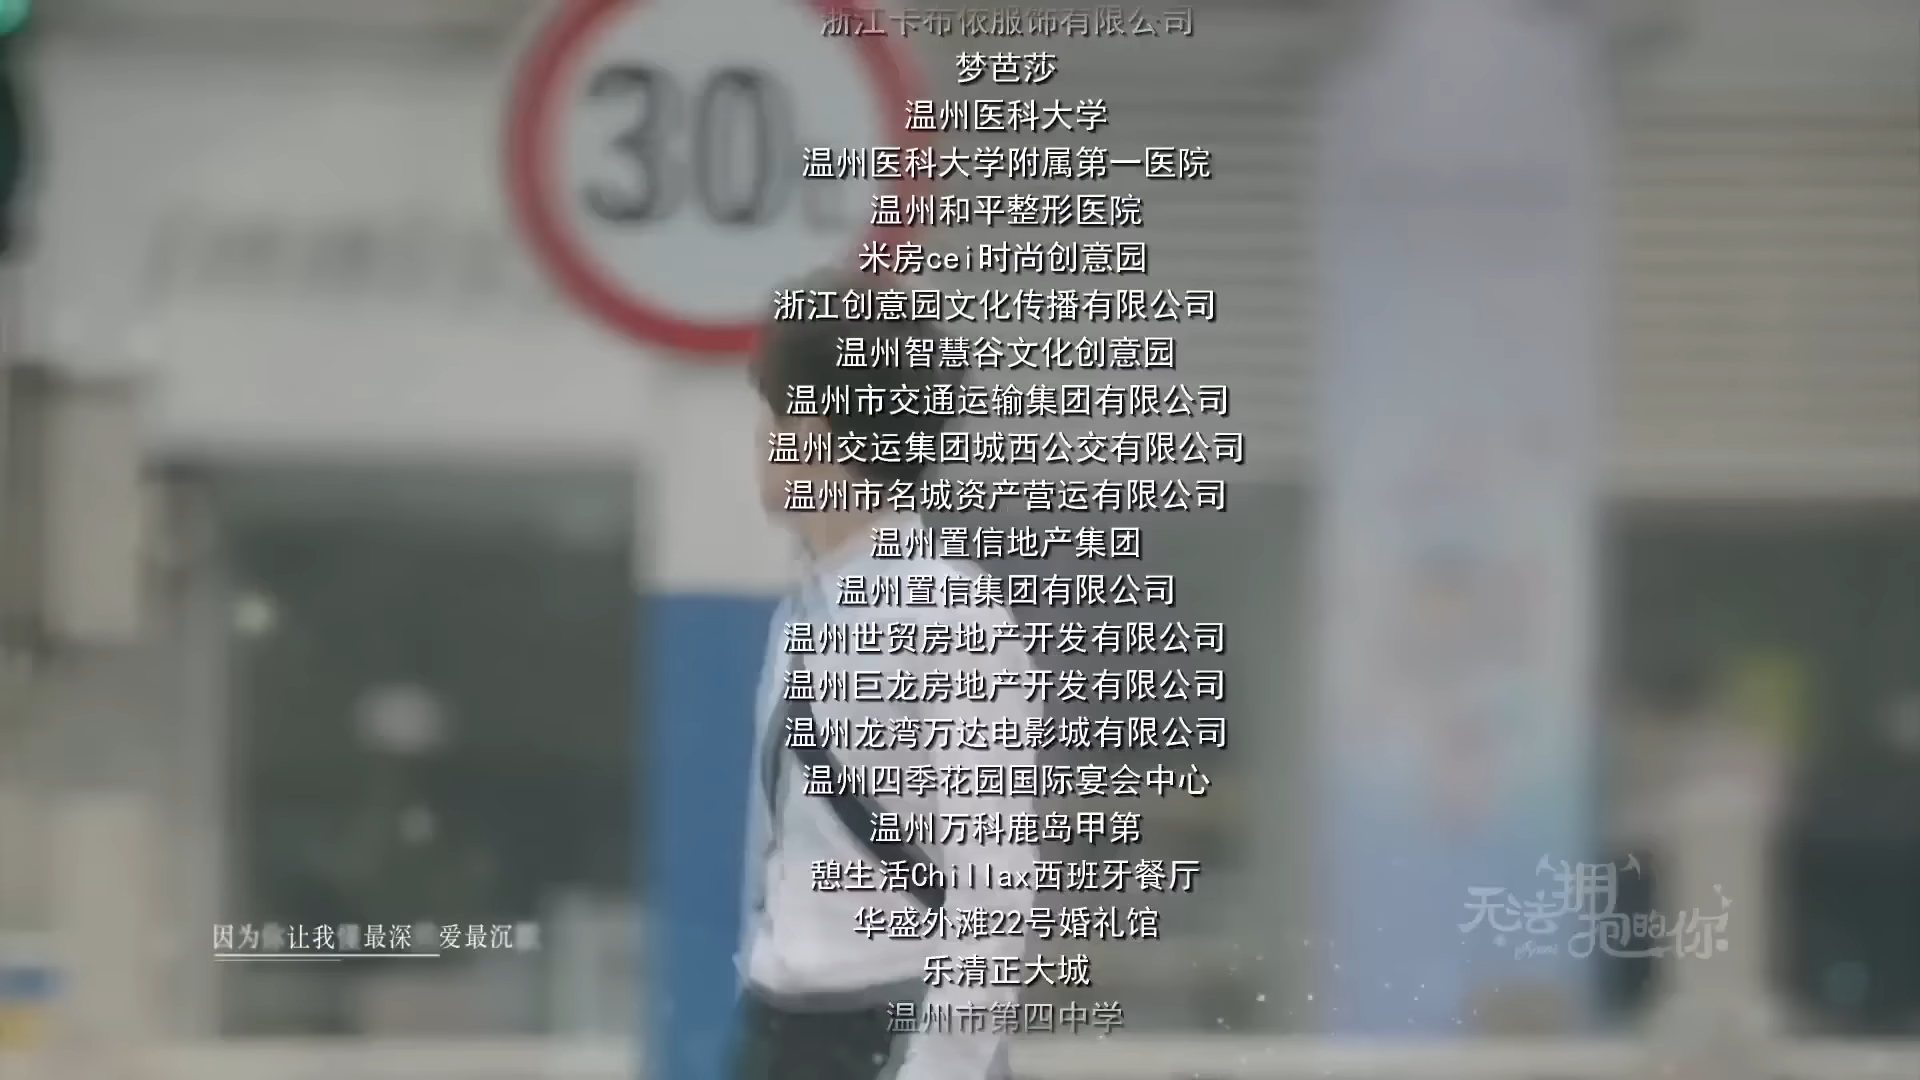 浙江卡布依服饰有限公司
梦芭莎
温州医科大学
温州医科大学附属第一医院
温州和平整形医院
米房cei时尚创意园
浙江创意园文化传播有限公司
温州智慧谷文化创意园
温州市交通运输集团有限公司
温州交运集团城西公交有限公司
温州市名城资产营运有限公司
温州置信地产集团
温州置信集团有限公司
温州世贸房地产开发有限公司
温州巨龙房地产开发有限公司
温州龙湾万达电影城有限公司
温州四季花园国际宴会中心
温州万科鹿岛甲第
憩生活Chillax西班牙餐厅
华盛外滩22号婚礼馆
乐清正大城
温州市第四中学
30
因为你让我懂最深 爱最沉
无法拥抱的你